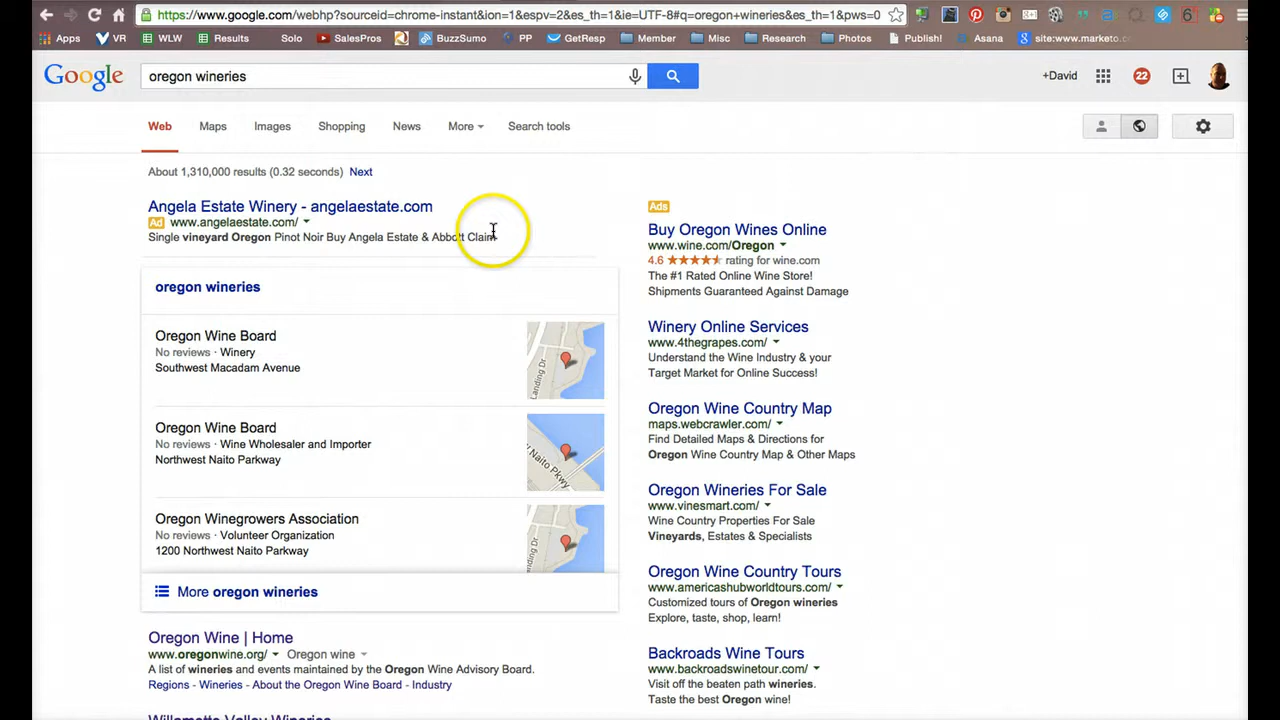 https://www.google.com/webhp?sourceid=chrome-instant&ion=1&espv=2&es_th=1&ie=UTF-8#q=oregon+wineries&es_th=1&pws=0
Apps VR WLW Results Solo SalesPros BuzzSumo PP GetResp Member Misc Research Photos Publish! Asana site:www.marketo.c
Google oregon wineries +David 22
Web Maps Images Shopping News More Search tools
About 1,310,000 results (0.32 seconds) Next
Angela Estate Winery - angelaestate.com
Ad www.angelaestate.com/
Single vineyard Oregon Pinot Noir Buy Angela Estate & Abbott Claim
oregon wineries
Oregon Wine Board
No reviews · Winery
Southwest Macadam Avenue
Landing Dr
Oregon Wine Board
No reviews · Wine Wholesaler and Importer
Northwest Naito Parkway
Naito Pkwy
Oregon Winegrowers Association
No reviews · Volunteer Organization
1200 Northwest Naito Parkway
Landing Dr
More oregon wineries
Oregon Wine | Home
www.oregonwine.org/ Oregon wine
A list of wineries and events maintained by the Oregon Wine Advisory Board.
Regions - Wineries - About the Oregon Wine Board - Industry
Willamette Valley Wineries
Ads
Buy Oregon Wines Online
www.wine.com/Oregon
4.6 rating for wine.com
The #1 Rated Online Wine Store!
Shipments Guaranteed Against Damage
Winery Online Services
www.4thegrapes.com/
Understand the Wine Industry & your
Target Market for Online Success!
Oregon Wine Country Map
maps.webcrawler.com/
Find Detailed Maps & Directions for
Oregon Wine Country Map & Other Maps
Oregon Wineries For Sale
www.vinesmart.com/
Wine Country Properties For Sale
Vineyards, Estates & Specialists
Oregon Wine Country Tours
www.americashubworldtours.com/
Customized tours of Oregon wineries
Explore, taste, shop, learn!
Backroads Wine Tours
www.backroadswinetour.com/
Visit off the beaten path wineries.
Taste the best Oregon wine!